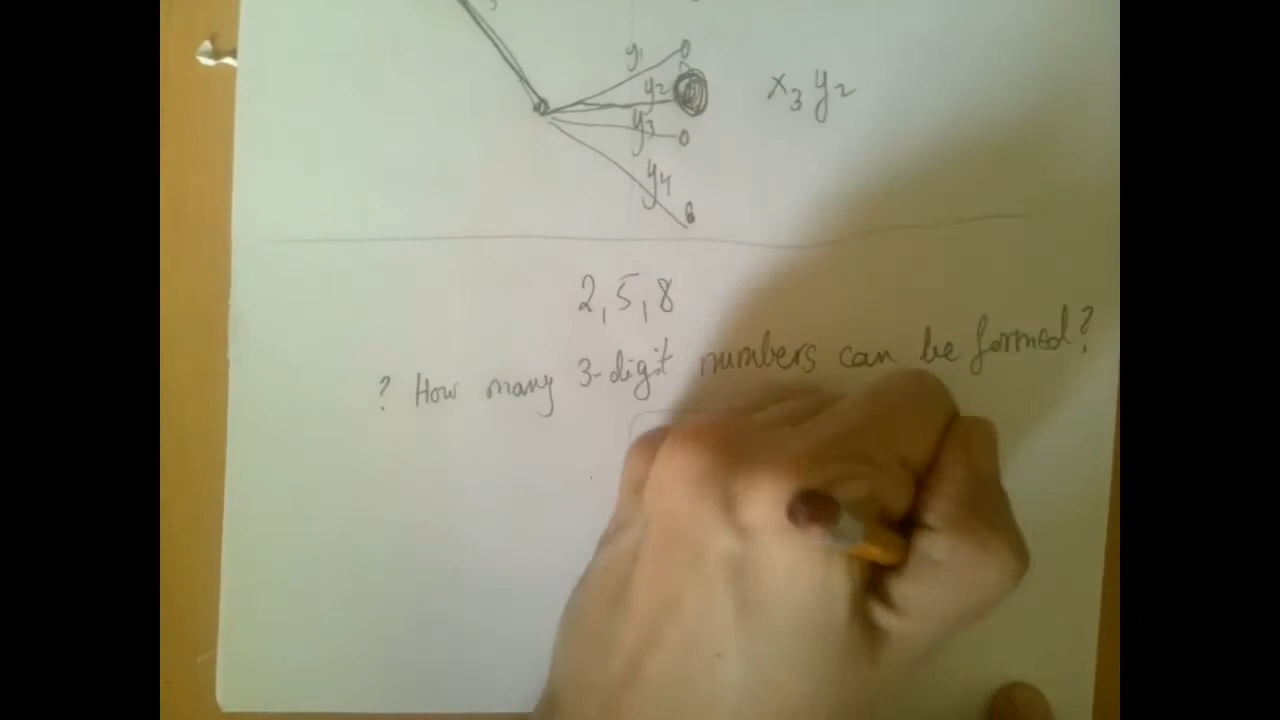 y1
y2
x3 y2
y3
y4
2, 5, 8
? How many 3-digit numbers can be formed?